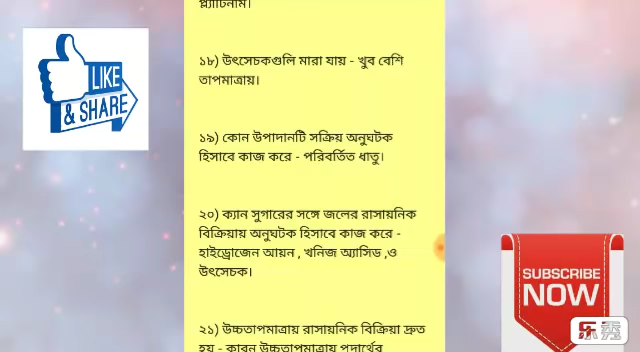 প্ল্যাটিনাম।
১৮) উৎসেচকগুলি মারা যায় - খুব বেশি
তাপমাত্রায়।
১৯) কোন উপাদানটি সক্রিয় অনুঘটক
হিসাবে কাজ করে - পরিবর্তিত ধাতু।
২০) ক্যান সুগারের সঙ্গে জলের রাসায়নিক
বিক্রিয়ায় অনুঘটক হিসাবে কাজ করে -
হাইড্রোজেন আয়ন , খনিজ অ্যাসিড ,ও
উৎসেচক।
২১) উচ্চতাপমাত্রায় রাসায়নিক বিক্রিয়া দ্রুত
হয় - কারন উচ্চতাপমাত্রায় পদার্থের
LIKE
& SHARE
SUBSCRIBE
NOW
乐秀